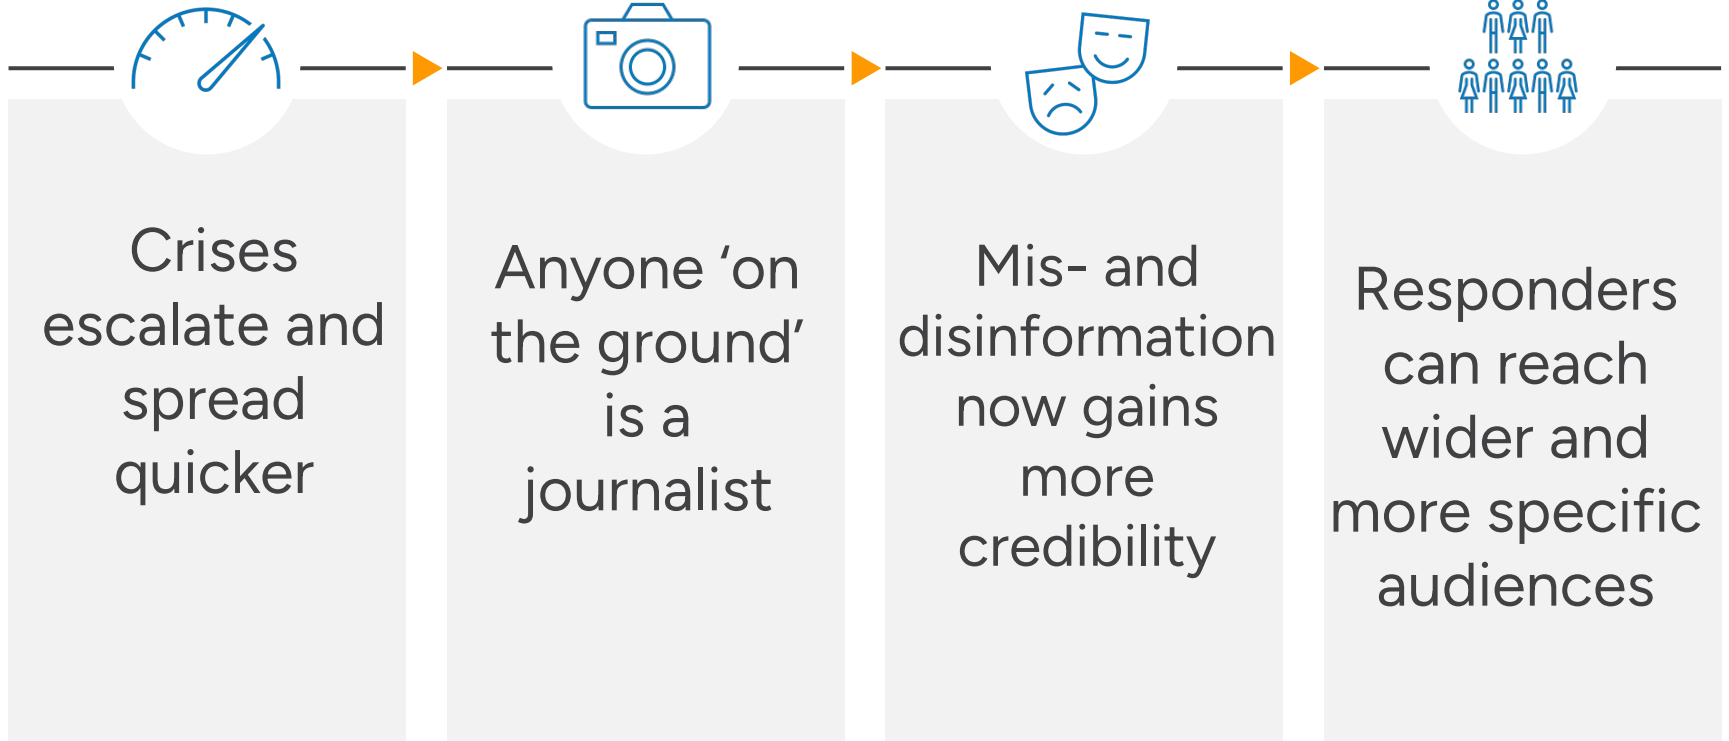 Crises
escalate and
spread
quicker
Anyone ‘on
the ground’
is a
journalist
Mis- and
disinformation
now gains
more
credibility
Responders
can reach
wider and
more specific
audiences